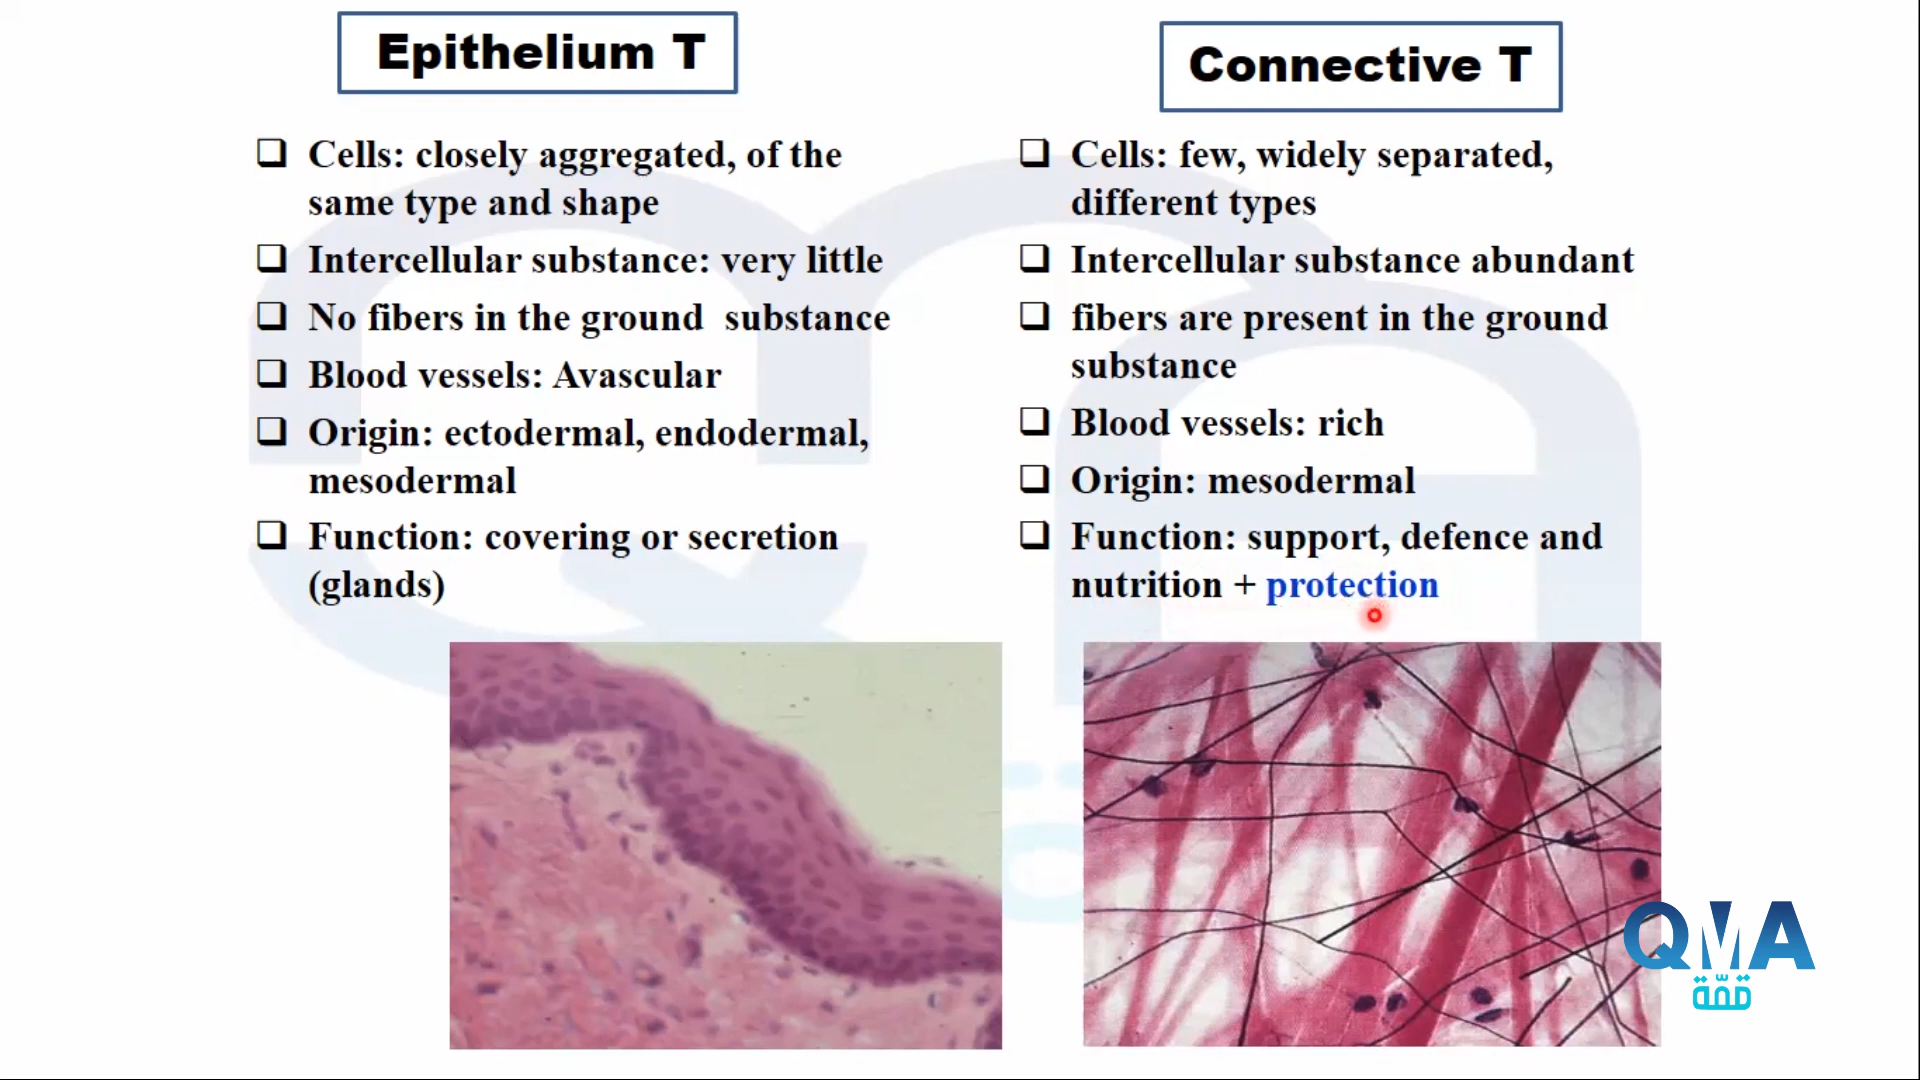 Epithelium T
❑ Cells: closely aggregated, of the
same type and shape
❑ Intercellular substance: very little
❑ No fibers in the ground substance
❑ Blood vessels: Avascular
❑ Origin: ectodermal, endodermal,
mesodermal
❑ Function: covering or secretion
(glands)
Connective T
❑ Cells: few, widely separated,
different types
❑ Intercellular substance abundant
❑ fibers are present in the ground
substance
❑ Blood vessels: rich
❑ Origin: mesodermal
❑ Function: support, defence and
nutrition + protection
QMA
قمّة